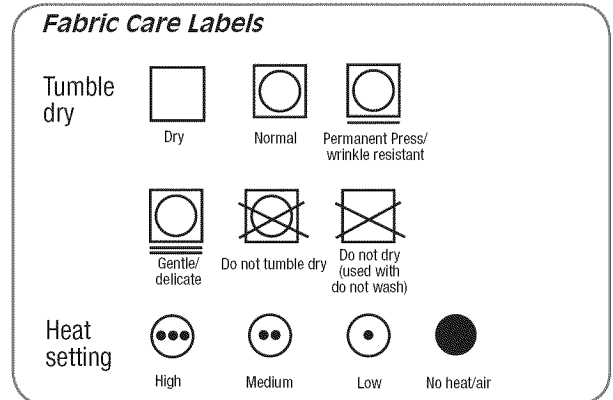 Fabric Care Labels
Tumble
dry
Dry
Normal
Permanent Press/
wrinkle resistant
Gentle/
delicate
Do not tumble dry
Do not dry
(used with
do not wash)
Heat
setting
High
Medium
Low
No heat/air